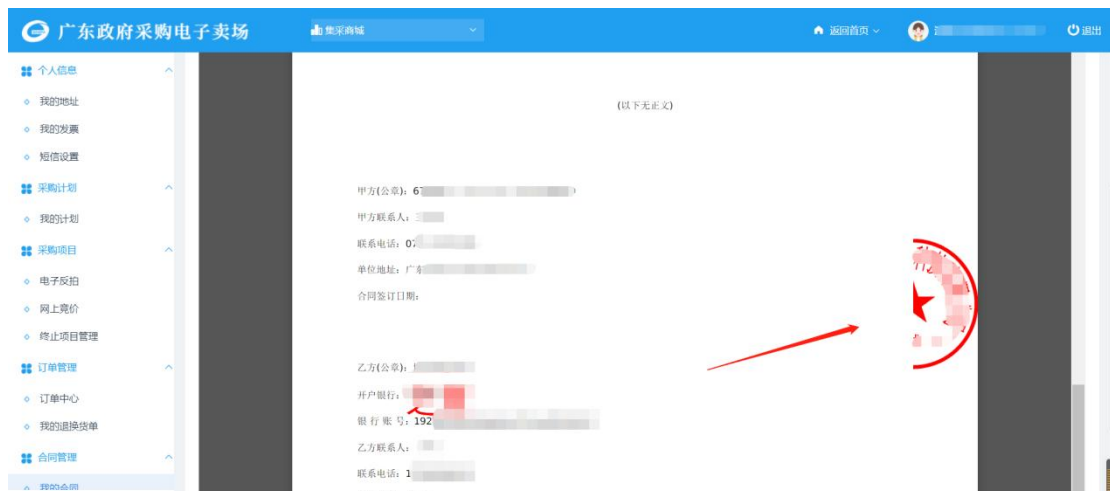 广东政府采购电子卖场
集采商城
返回首页
退出
个人信息
我的地址
我的发票
短信设置
采购计划
我的计划
采购项目
电子反拍
网上竞价
终止项目管理
订单管理
订单中心
我的退换货单
合同管理
我的合同
(以下无正文)
甲方(公章)：6
甲方联系人：
联系电话：07
单位地址：广东
合同签订日期：
乙方(公章)：
开户银行：
银 行 账 号：192
乙方联系人：
联系电话：1